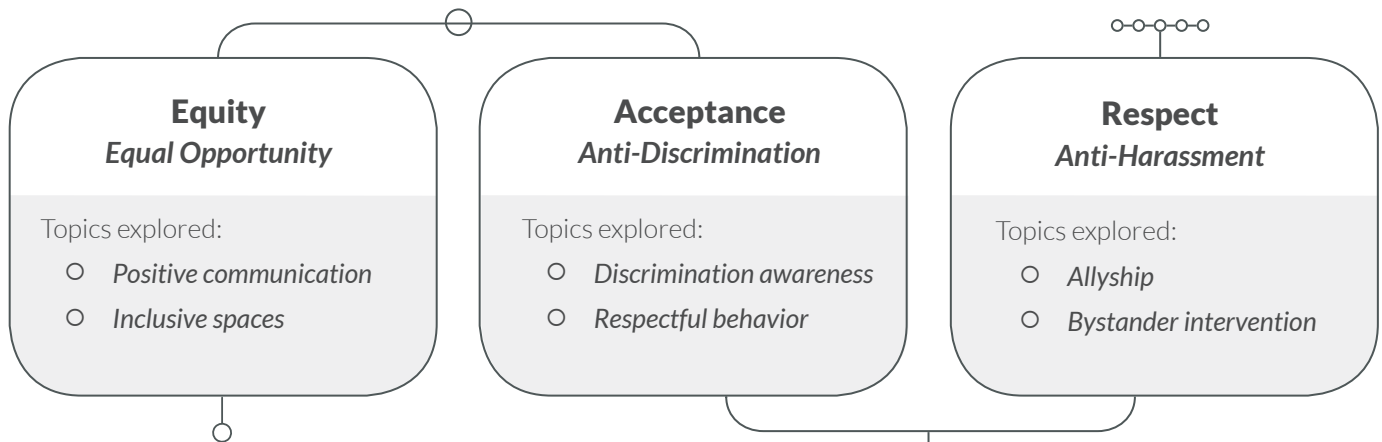 Equity
Equal Opportunity
Topics explored:
Positive communication
Inclusive spaces
Acceptance
Anti-Discrimination
Topics explored:
Discrimination awareness
Respectful behavior
Respect
Anti-Harassment
Topics explored:
Allyship
Bystander intervention